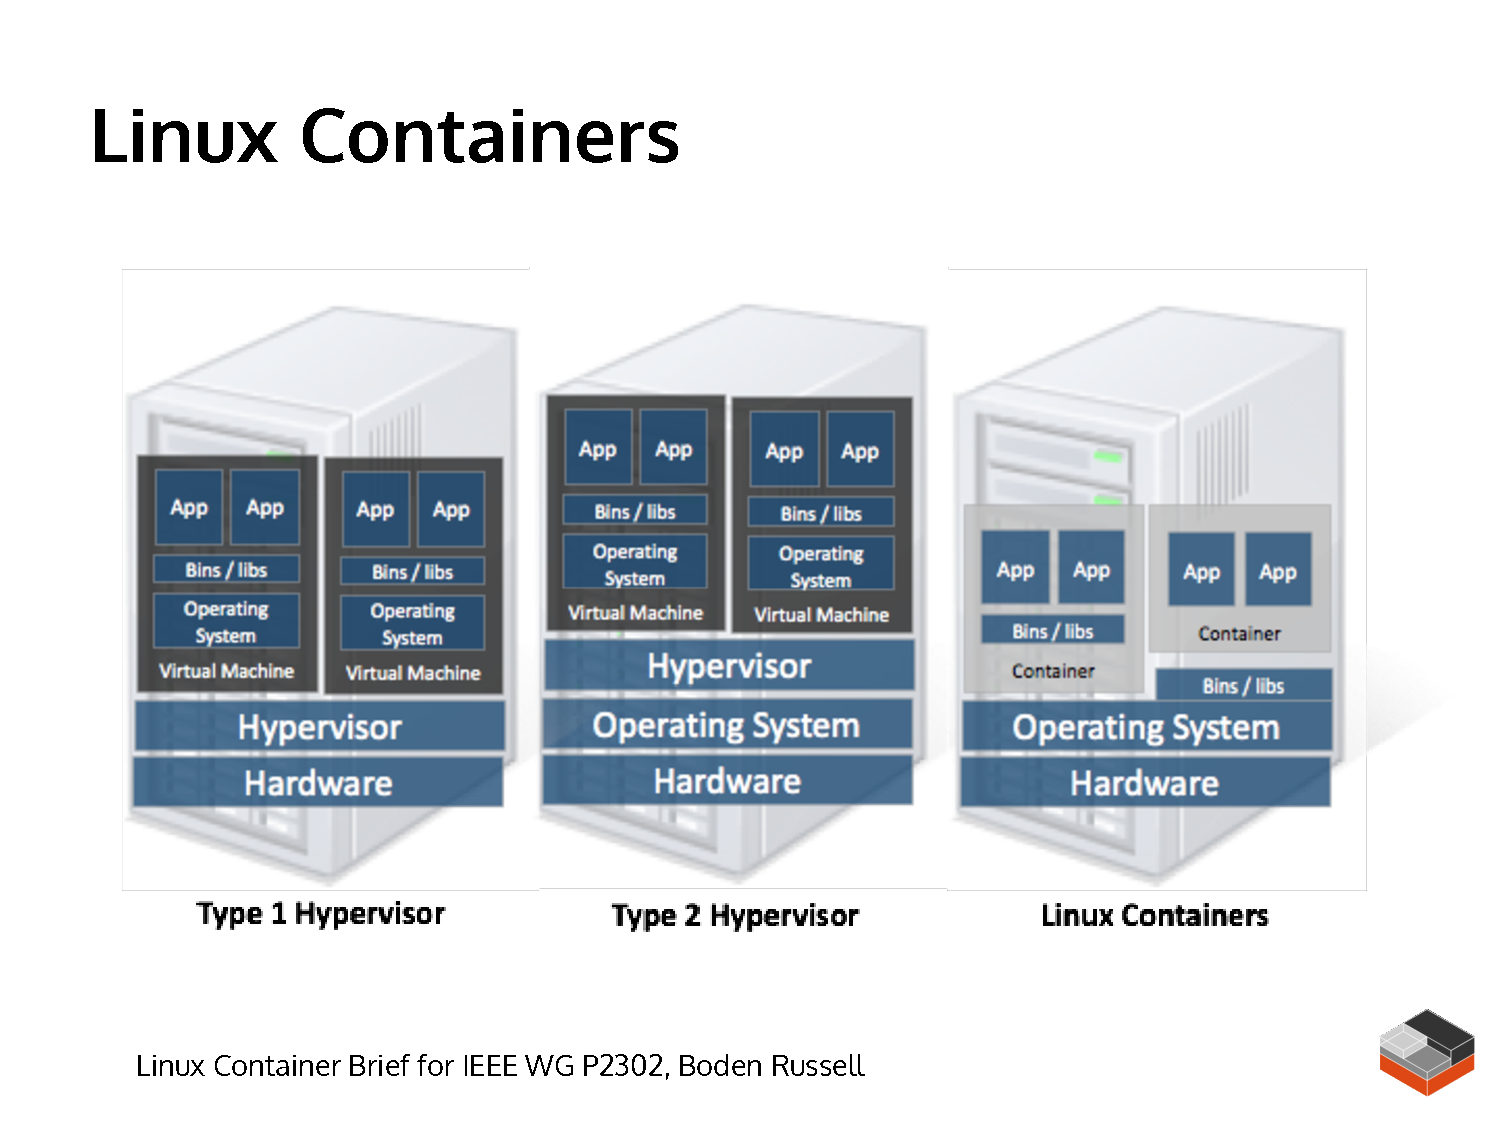 Linux Containers
App App
Bins / libs
Operating
System
Virtual Machine
App App
Bins / libs
Operating
System
Virtual Machine
Hypervisor
Hardware
Type 1 Hypervisor
App App
Bins / libs
Operating
System
Virtual Machine
App App
Bins / libs
Operating
System
Virtual Machine
Hypervisor
Operating System
Hardware
Type 2 Hypervisor
App App
Bins / libs
Container
App App
Container
Bins / libs
Operating System
Hardware
Linux Containers
Linux Container Brief for IEEE WG P2302, Boden Russell